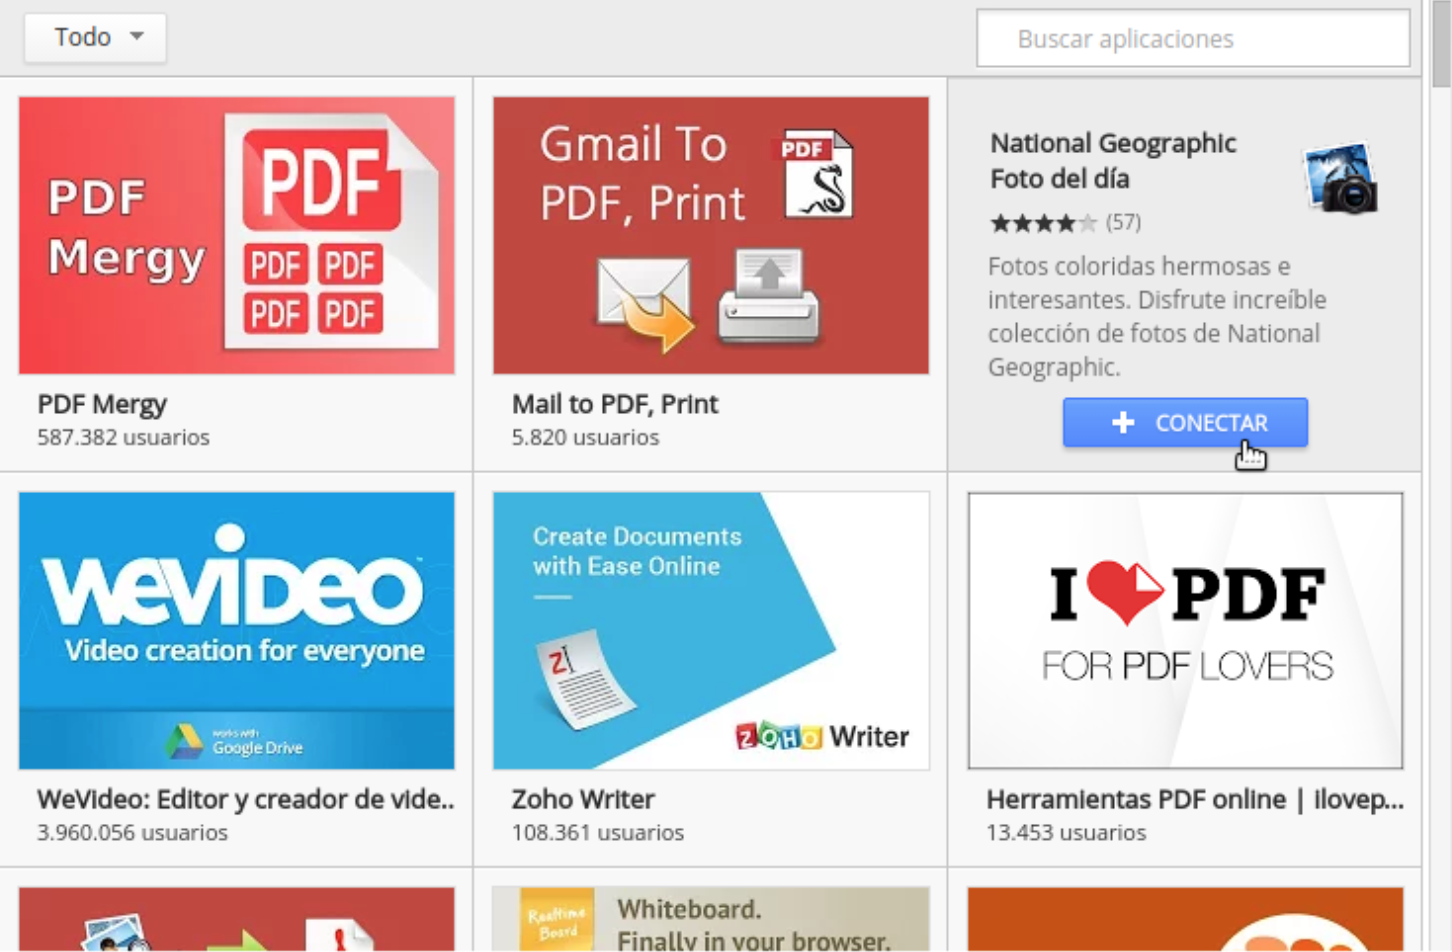 Todo
Buscar aplicaciones
PDF
Mergy
PDF
PDF PDF
PDF PDF
PDF Mergy
587.382 usuarios
Gmail To
PDF, Print
PDF
Mail to PDF, Print
5.820 usuarios
National Geographic
Foto del día
(57)
Fotos coloridas hermosas e
interesantes. Disfrute increíble
colección de fotos de National
Geographic.
CONECTAR
WEVIDEO
Video creation for everyone
works with
Google Drive
WeVideo: Editor y creador de vide..
3.960.056 usuarios
Create Documents
with Ease Online
Z
ZOHO Writer
Zoho Writer
108.361 usuarios
I PDF
FOR PDF LOVERS
Herramientas PDF online | Ilovep...
13.453 usuarios
Realtime
Board
Whiteboard.
Finally in your browser.